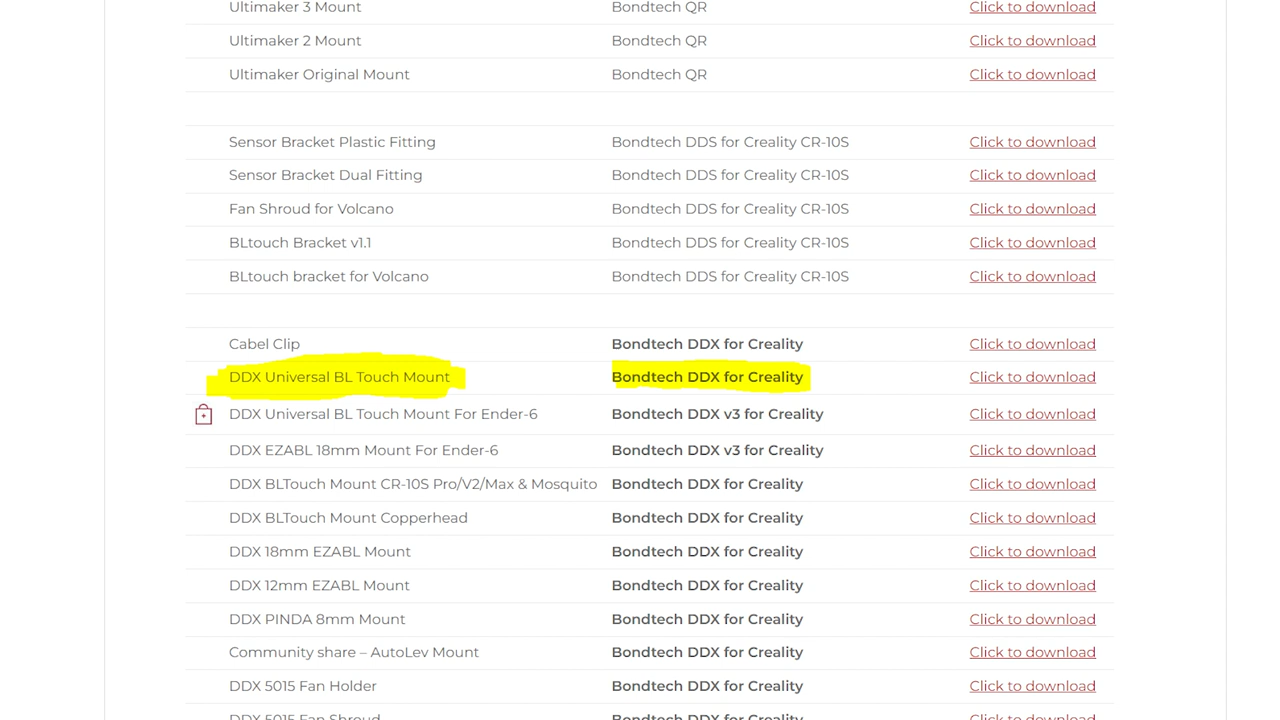 Ultimaker 3 Mount Bondtech QR Click to download
Ultimaker 2 Mount Bondtech QR Click to download
Ultimaker Original Mount Bondtech QR Click to download
Sensor Bracket Plastic Fitting Bondtech DDS for Creality CR-10S Click to download
Sensor Bracket Dual Fitting Bondtech DDS for Creality CR-10S Click to download
Fan Shroud for Volcano Bondtech DDS for Creality CR-10S Click to download
BLtouch Bracket v1.1 Bondtech DDS for Creality CR-10S Click to download
BLtouch bracket for Volcano Bondtech DDS for Creality CR-10S Click to download
Cabel Clip Bondtech DDX for Creality Click to download
DDX Universal BL Touch Mount Bondtech DDX for Creality Click to download
DDX Universal BL Touch Mount For Ender-6 Bondtech DDX v3 for Creality Click to download
DDX EZABL 18mm Mount For Ender-6 Bondtech DDX v3 for Creality Click to download
DDX BLTouch Mount CR-10S Pro/V2/Max & Mosquito Bondtech DDX for Creality Click to download
DDX BLTouch Mount Copperhead Bondtech DDX for Creality Click to download
DDX 18mm EZABL Mount Bondtech DDX for Creality Click to download
DDX 12mm EZABL Mount Bondtech DDX for Creality Click to download
DDX PINDA 8mm Mount Bondtech DDX for Creality Click to download
Community share – AutoLev Mount Bondtech DDX for Creality Click to download
DDX 5015 Fan Holder Bondtech DDX for Creality Click to download
DDX 5015 Fan Shroud Bondtech DDX for Creality Click to download